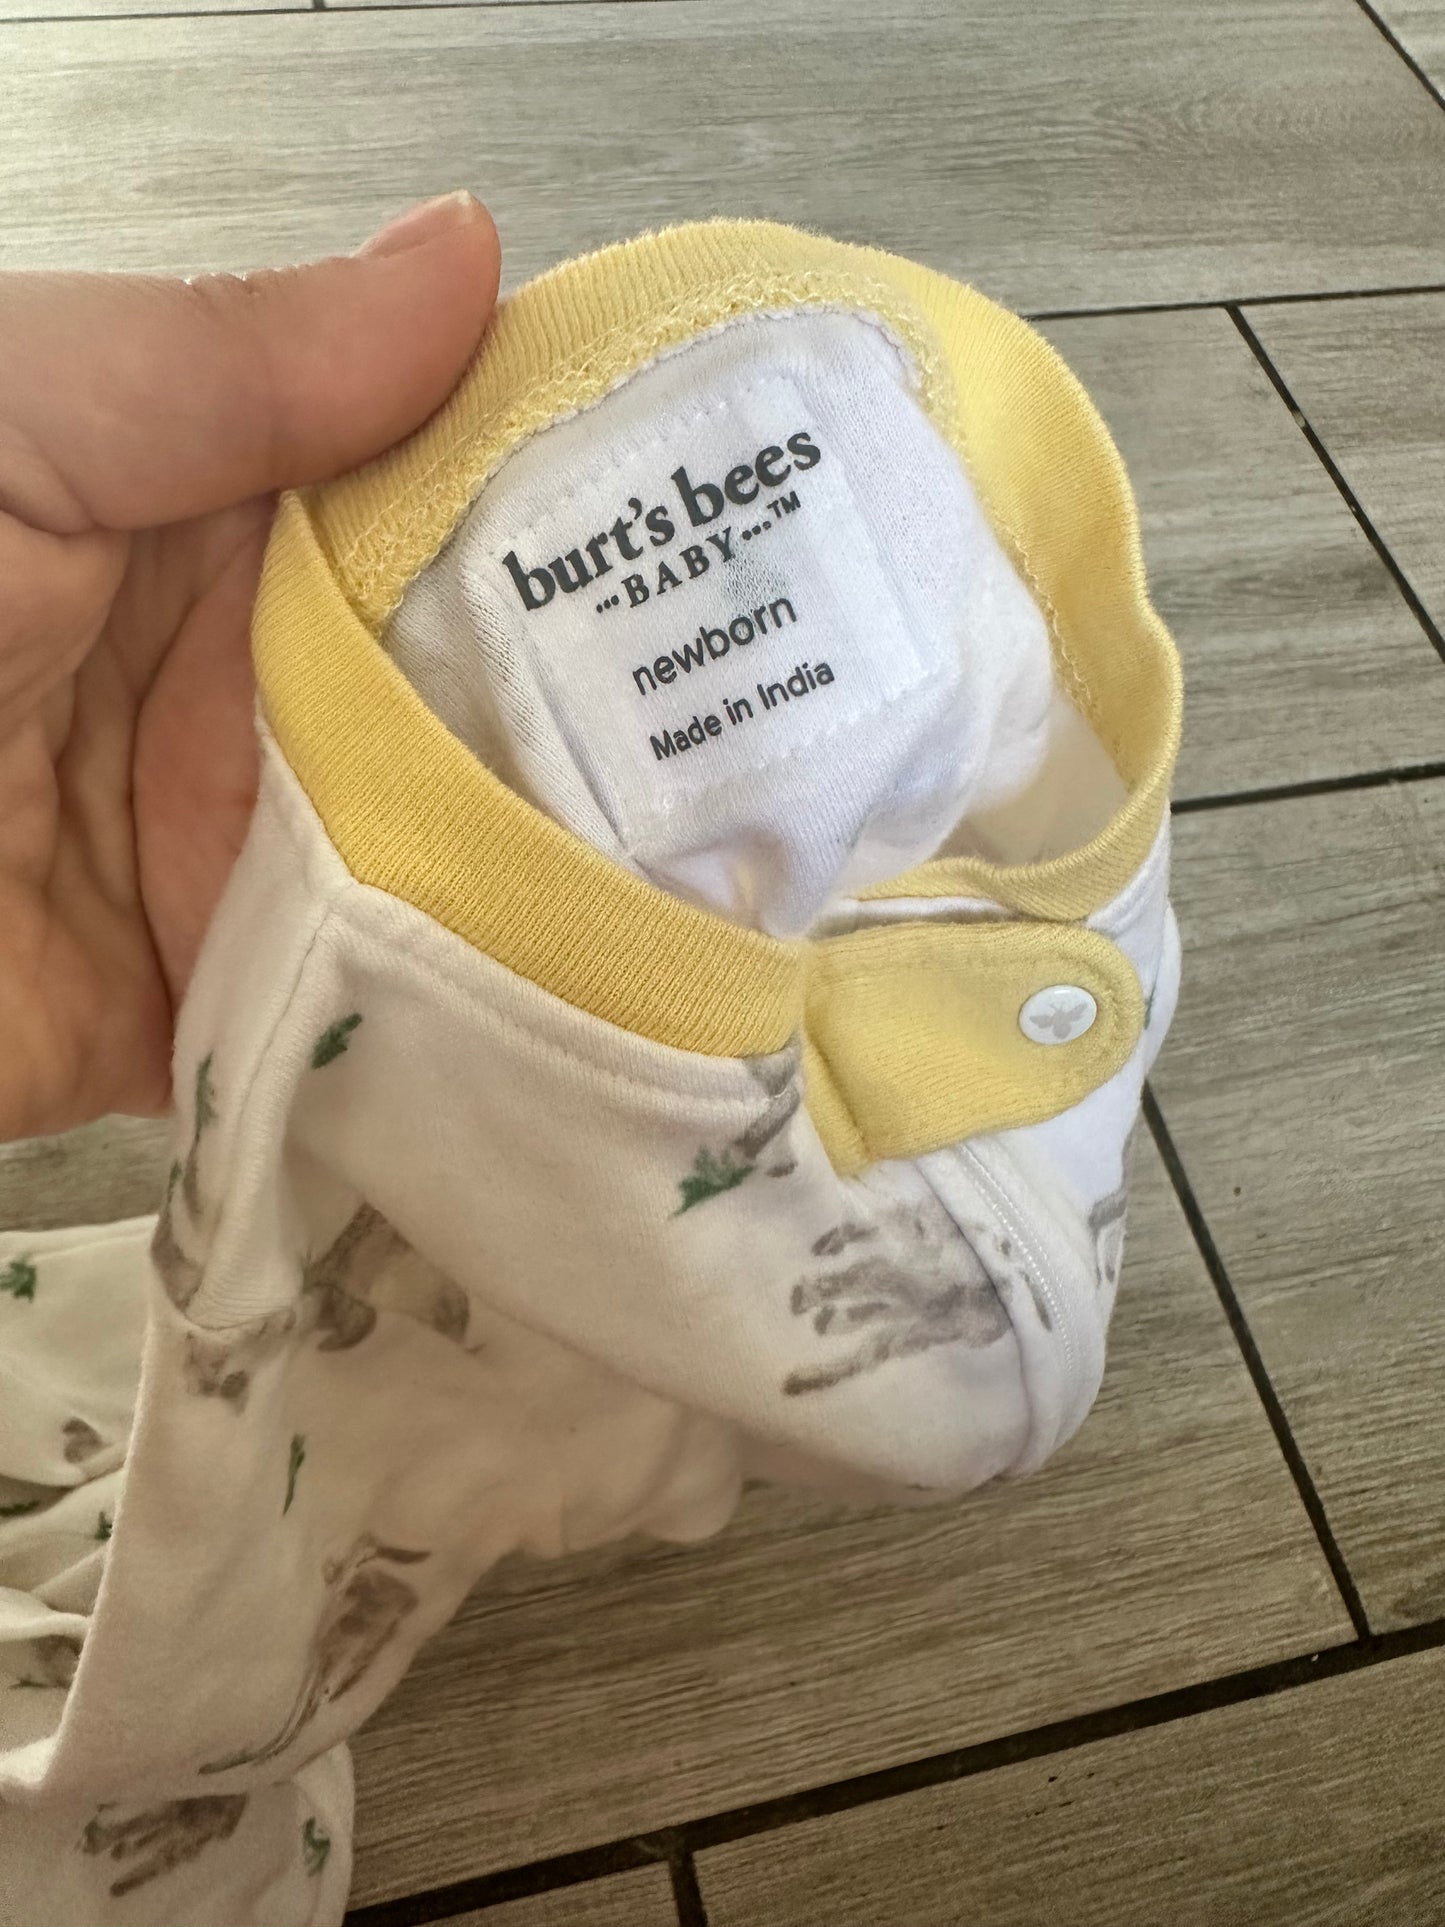 burt's bees
...BABY...™
newborn
Made in India